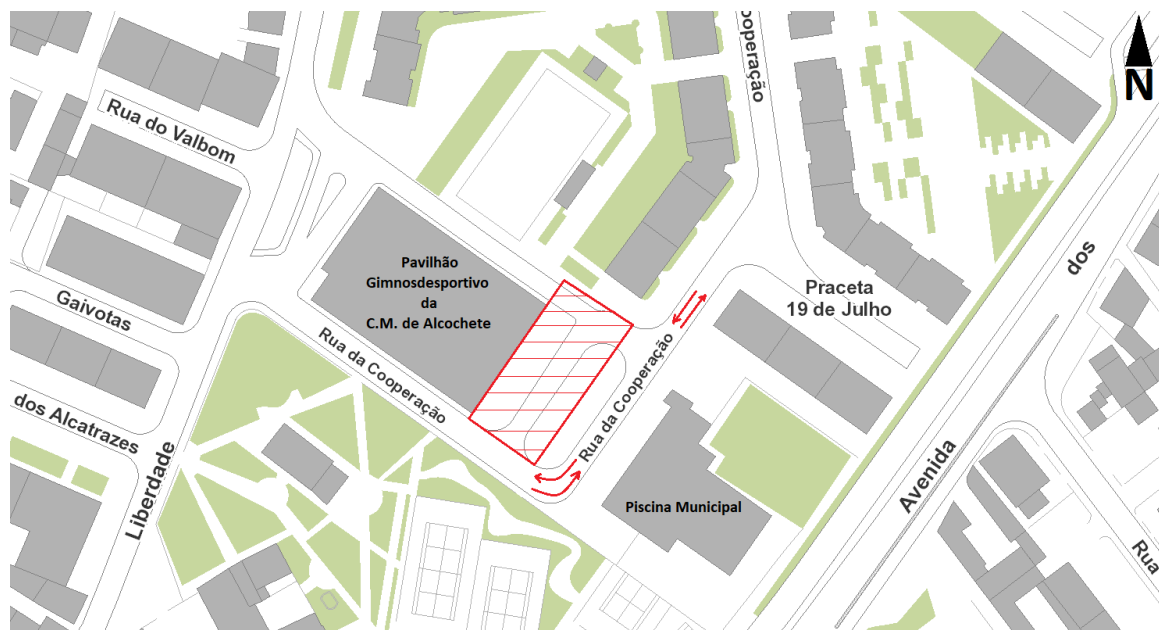 Cooperação
N
Rua do Valbom
dos
Pavilhão
Gimnosdesportivo
da
C.M. de Alcochete
Praceta
19 de Julho
Gaivotas
Rua da Cooperação
Rua da Cooperação
dos Alcatrazes
Liberdade
Avenida
Piscina Municipal
Rua